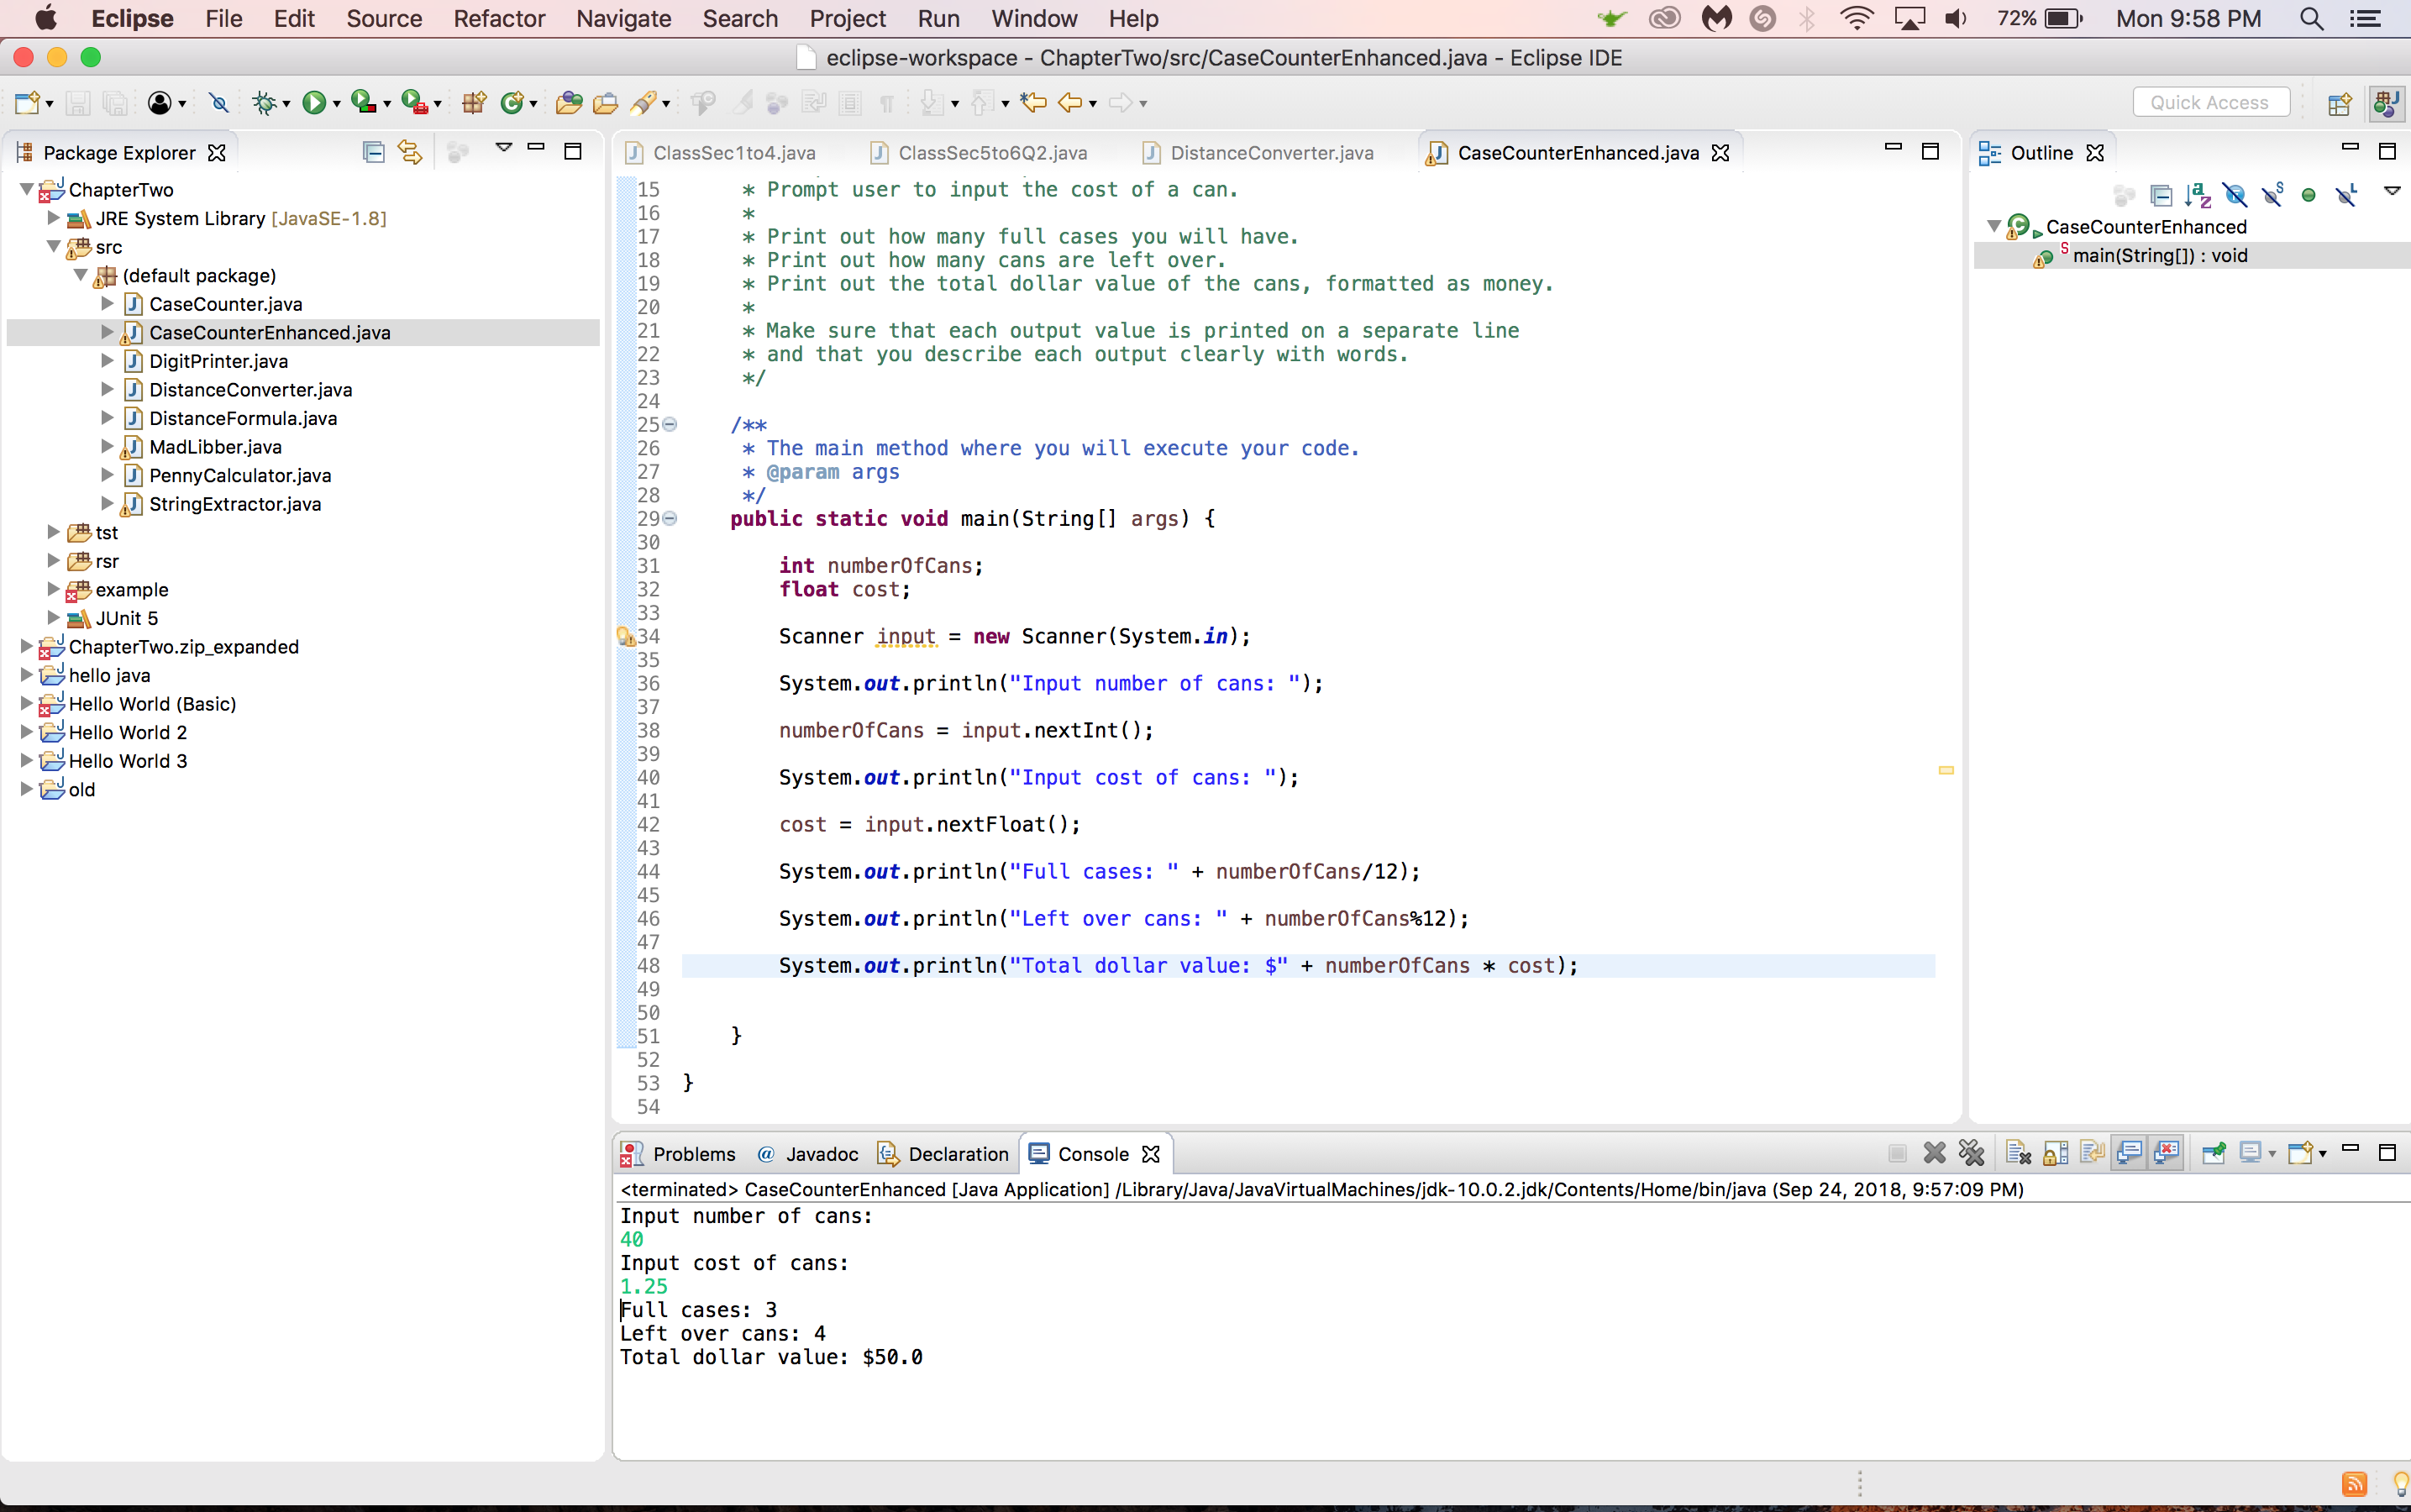 Eclipse File Edit Source Refactor Navigate Search Project Run Window Help 72% Mon 9:58 PM
eclipse-workspace - ChapterTwo/src/CaseCounterEnhanced.java - Eclipse IDE
Quick Access
Package Explorer
ChapterTwo
JRE System Library [JavaSE-1.8]
src
(default package)
CaseCounter.java
CaseCounterEnhanced.java
DigitPrinter.java
DistanceConverter.java
DistanceFormula.java
MadLibber.java
PennyCalculator.java
StringExtractor.java
tst
rsr
example
JUnit 5
ChapterTwo.zip_expanded
hello java
Hello World (Basic)
Hello World 2
Hello World 3
old
ClassSec1to4.java ClassSec5to6Q2.java DistanceConverter.java CaseCounterEnhanced.java
15 * Prompt user to input the cost of a can.
16 *
17 * Print out how many full cases you will have.
18 * Print out how many cans are left over.
19 * Print out the total dollar value of the cans, formatted as money.
20 *
21 * Make sure that each output value is printed on a separate line
22 * and that you describe each output clearly with words.
23 */
24
25 /**
26 * The main method where you will execute your code.
27 * @param args
28 */
29 public static void main(String[] args) {
30
31 int numberOfCans;
32 float cost;
33
34 Scanner input = new Scanner(System.in);
35
36 System.out.println("Input number of cans: ");
37
38 numberOfCans = input.nextInt();
39
40 System.out.println("Input cost of cans: ");
41
42 cost = input.nextFloat();
43
44 System.out.println("Full cases: " + numberOfCans/12);
45
46 System.out.println("Left over cans: " + numberOfCans%12);
47
48 System.out.println("Total dollar value: $" + numberOfCans * cost);
49
50
51 }
52
53 }
54
Outline
CaseCounterEnhanced
main(String[]) : void
Problems @ Javadoc Declaration Console
<terminated> CaseCounterEnhanced [Java Application] /Library/Java/JavaVirtualMachines/jdk-10.0.2.jdk/Contents/Home/bin/java (Sep 24, 2018, 9:57:09 PM)
Input number of cans:
40
Input cost of cans:
1.25
Full cases: 3
Left over cans: 4
Total dollar value: $50.0